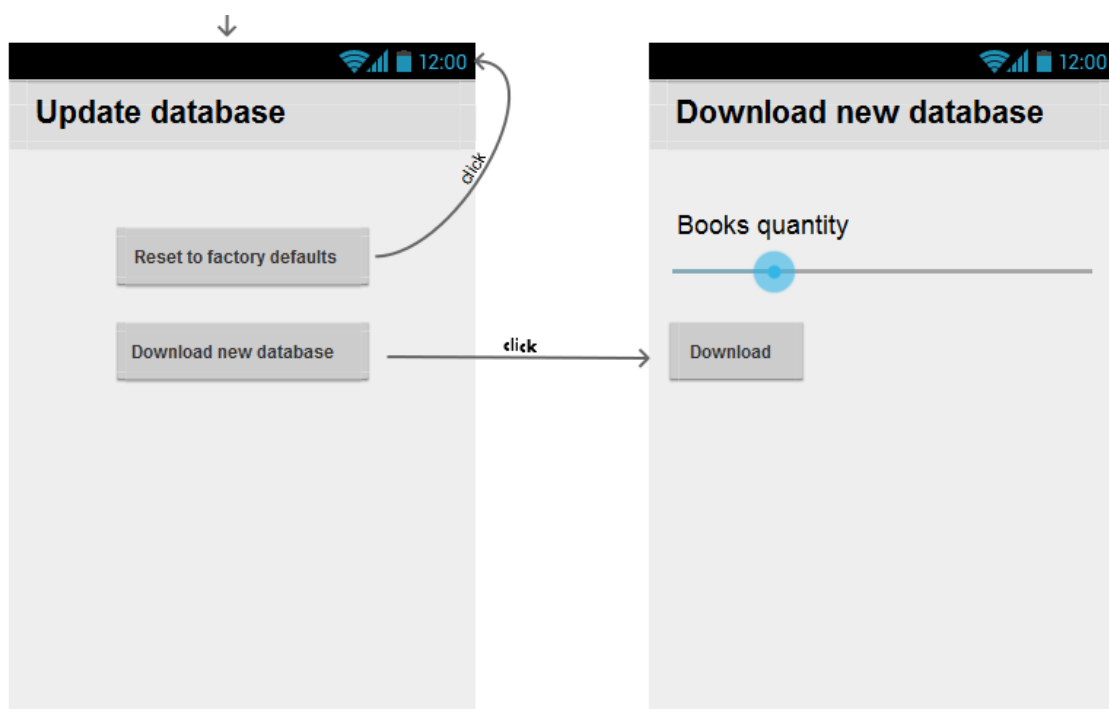 12:00
Update database
click
Reset to factory defaults
Download new database
click
12:00
Download new database
Books quantity
Download